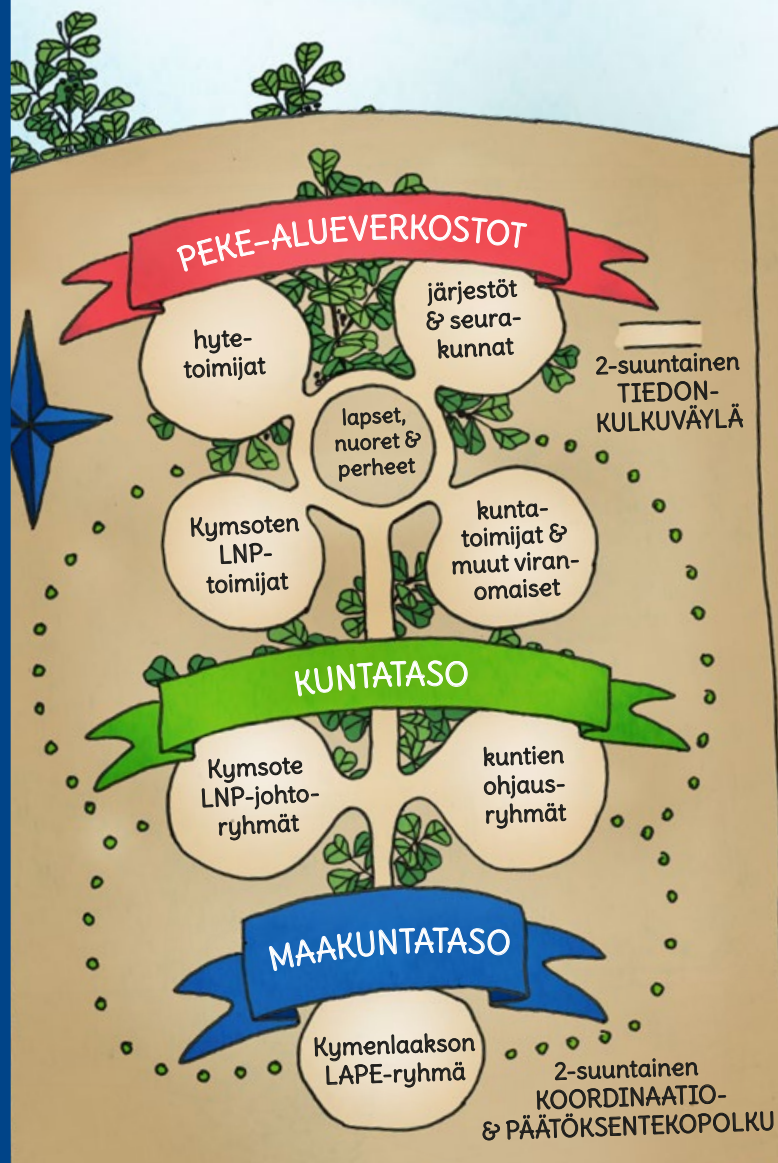 PEKE-ALUEVERKOSTOT
hyte-
toimijat
järjestöt
& seura-
kunnat
2-suuntainen
TIEDON-
KULKUVÄYLÄ
lapset,
nuoret &
perheet
Kymsoten
LNP-
toimijat
kunta-
toimijat &
muut viran-
omaiset
KUNTATASO
Kymsote
LNP-johto-
ryhmät
kuntien
ohjaus-
ryhmät
MAAKUNTATASO
Kymenlaakson
LAPE-ryhmä
2-suuntainen
KOORDINAATIO-
& PÄÄTÖKSENTEKOPOLKU